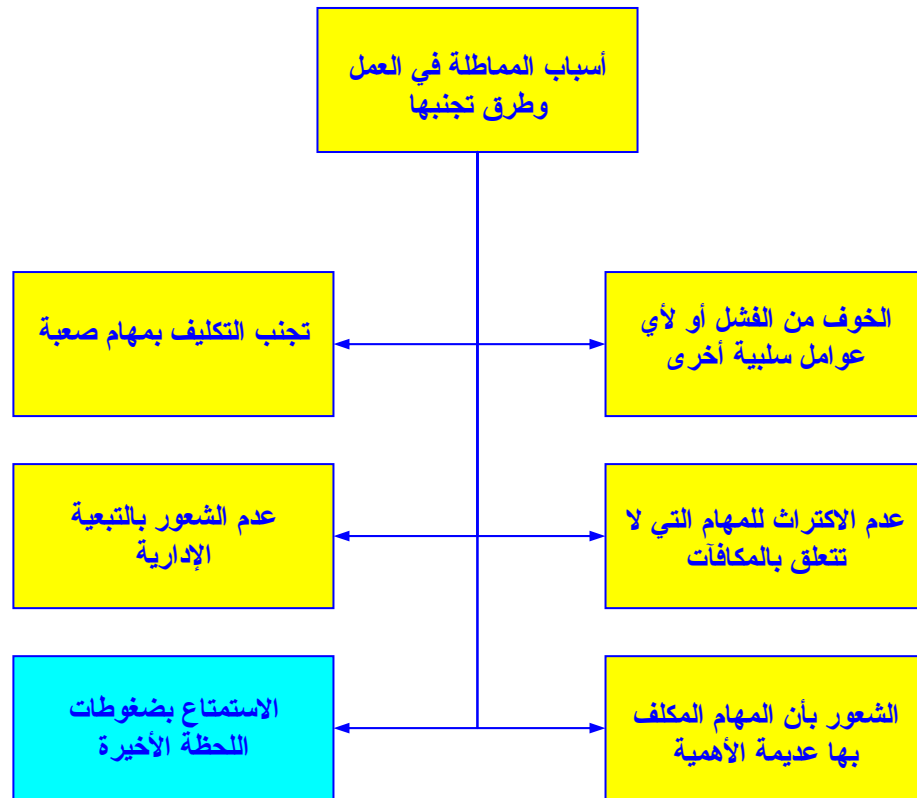 أسباب المماطلة في العمل
وطرق تجنبها
الخوف من الفشل أو لأي
عوامل سلبية أخرى
تجنب التكليف بمهام صعبة
عدم الاكتراث للمهام التي لا
تتعلق بالمكافآت
عدم الشعور بالتبعية
الإدارية
الشعور بأن المهام المكلف
بها عديمة الأهمية
الاستمتاع بضغوطات
اللحظة الأخيرة